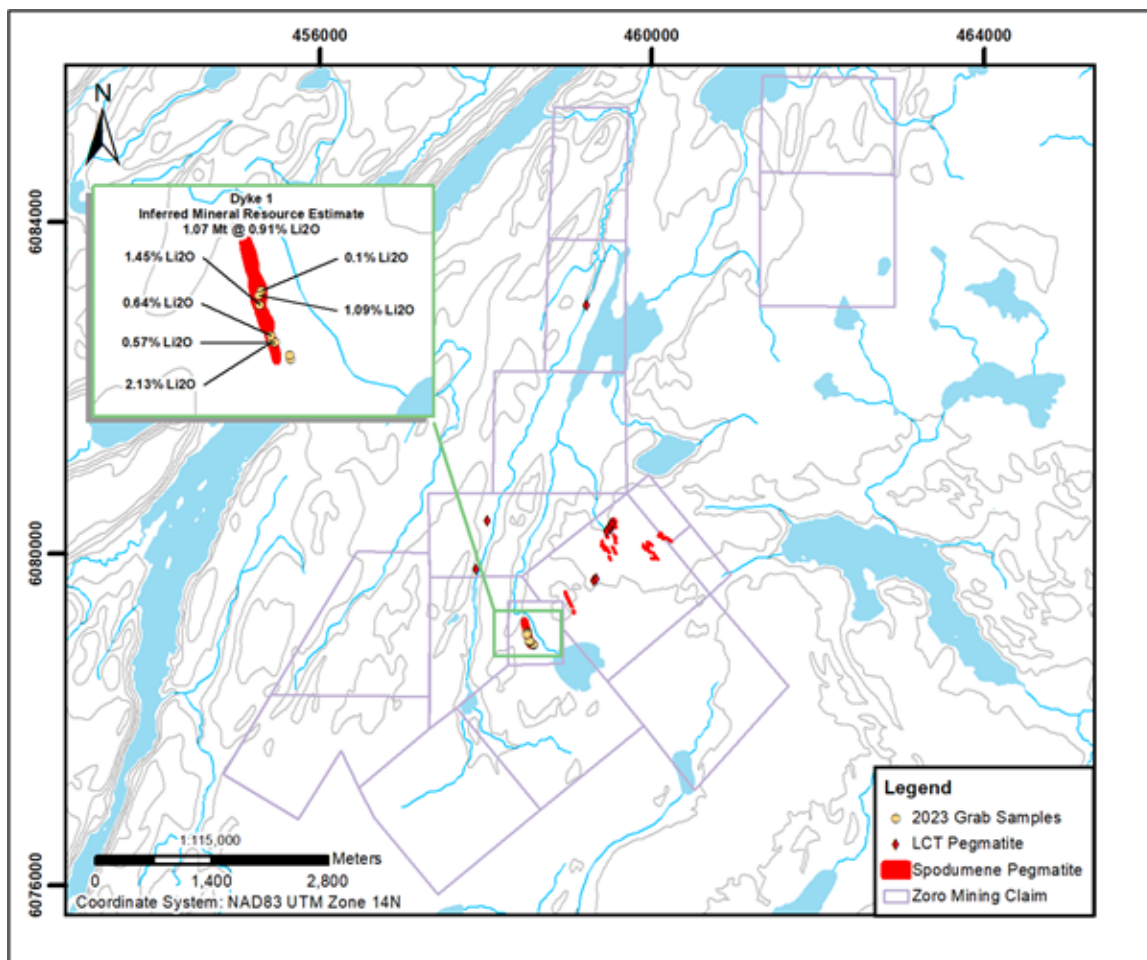 456000
460000
464000
N
6084000
6080000
6076000
Dyke 1
Inferred Mineral Resource Estimate
1.07 Mt @ 0.91% Li2O
1.45% Li2O
0.1% Li2O
0.64% Li2O
1.09% Li2O
0.57% Li2O
2.13% Li2O
1:115,000
Meters
0 1,400 2,800
Coordinate System: NAD83 UTM Zone 14N
Legend
2023 Grab Samples
LCT Pegmatite
Spodumene Pegmatite
Zoro Mining Claim